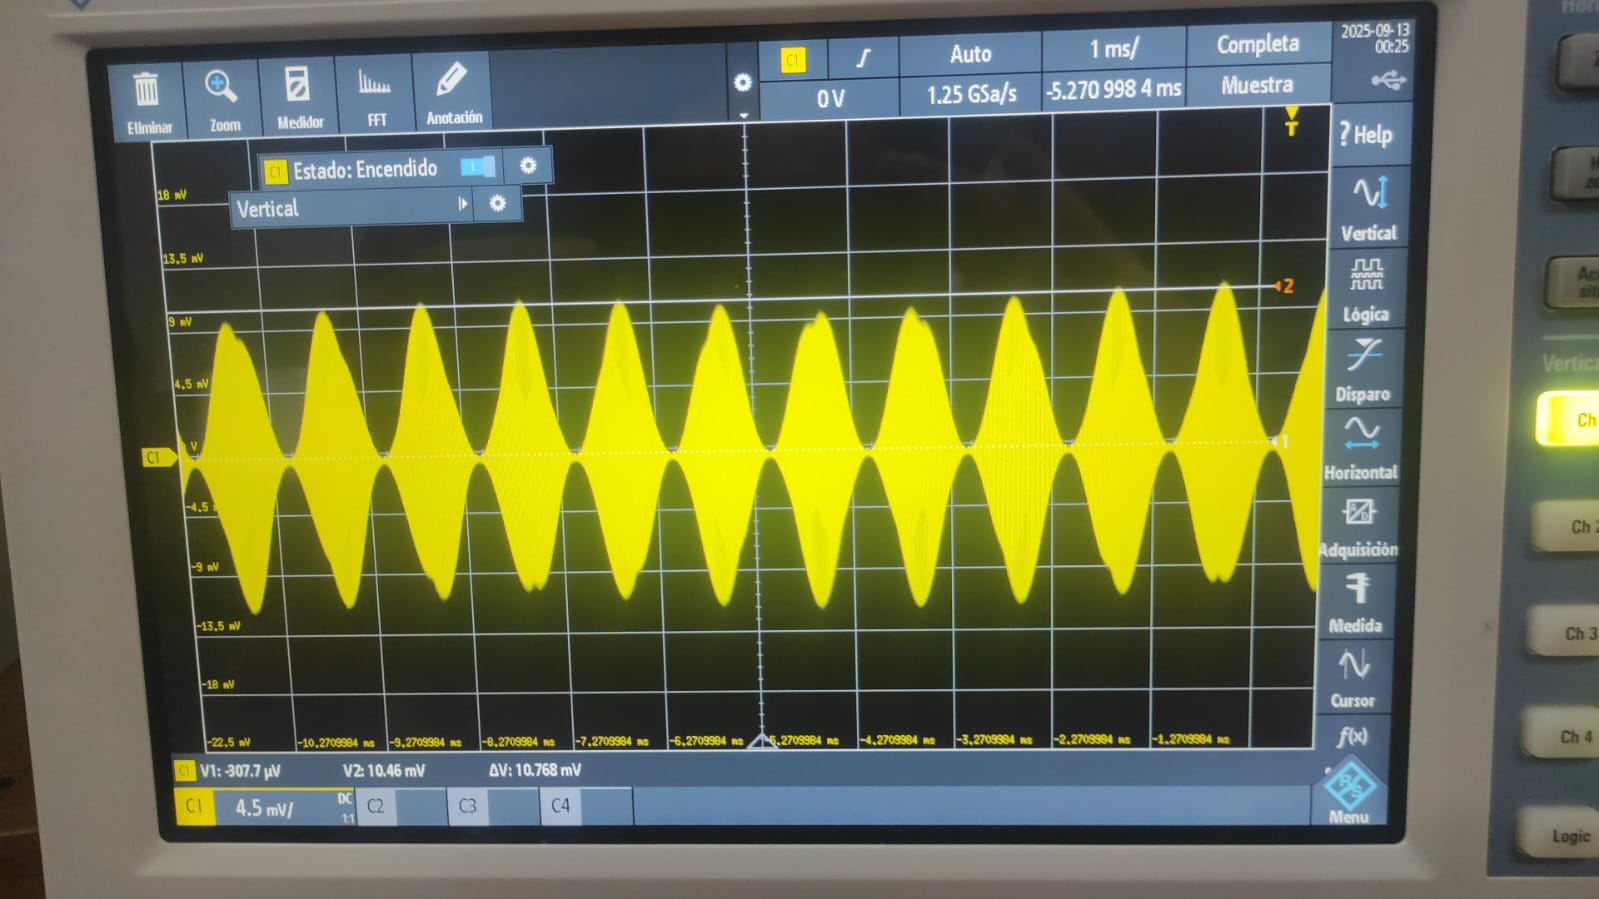 2025-09-13
00:25
C1
Auto
1 ms/
Completa
0 V
1.25 GSa/s
-5.270 998 4 ms
Muestra
Eliminar
Zoom
Medidor
FFT
Anotación
T
? Help
C1 Estado: Encendido
Vertical
18 mV
13,5 mV
9 mV
4,5 mV
V
-4.5
-9 mV
-13,5 mV
-18 mV
-22,5 mV
C1
2
1
-10,2709984 ms
-9,2709984 ms
-8,2709984 ms
-7,2709984 ms
-6,2709984 ms
,2709984 ms
-4,2709984 ms
-3,2709984 ms
-2,2709984 ms
-1,2709984 ms
Vertical
Lógica
Disparo
Horizontal
Adquisición
Medida
Cursor
f(x)
R&S
Menu
C1 V1: -307.7 µV
V2: 10.46 mV
ΔV: 10.768 mV
C1
4.5 mV/
DC
1:1
C2
C3
C4
Vertica
Ch
Ch 2
Ch 3
Ch 4
Logic